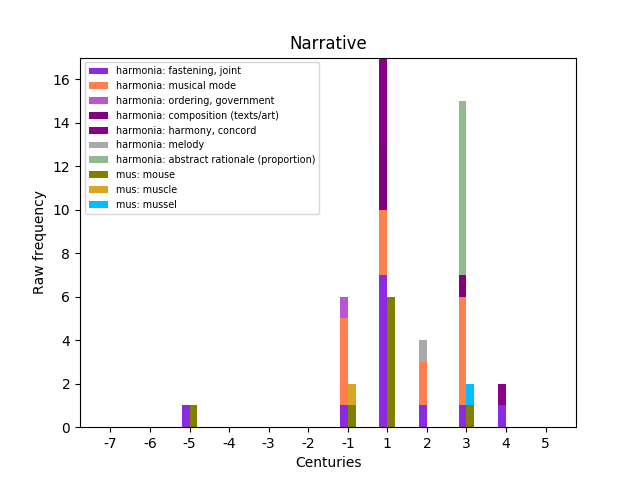 Narrative
harmonia: fastening, joint
harmonia: musical mode
harmonia: ordering, government
harmonia: composition (texts/art)
harmonia: harmony, concord
harmonia: melody
harmonia: abstract rationale (proportion)
mus: mouse
mus: muscle
mus: mussel
Raw frequency
16
14
12
10
8
6
4
2
0
-7 -6 -5 -4 -3 -2 -1 1 2 3 4 5
Centuries